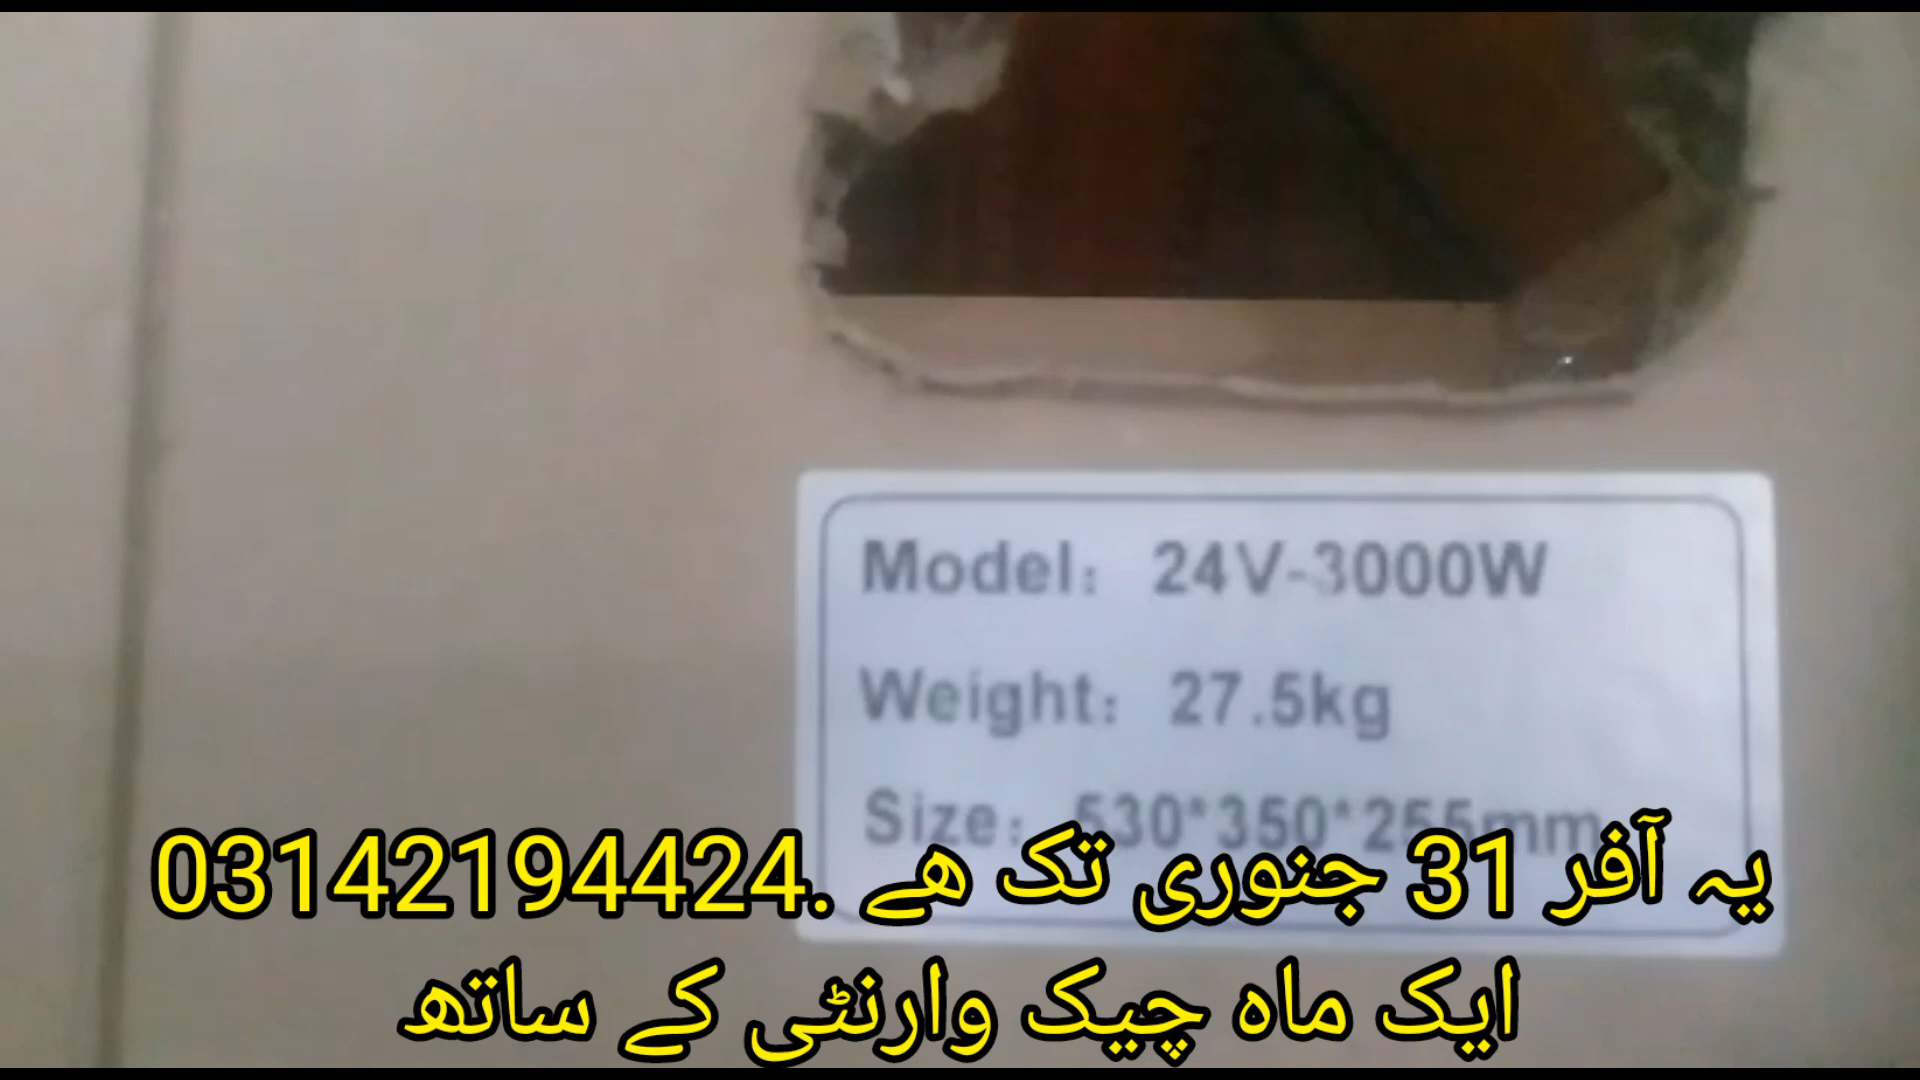 Model: 24V-3000W
Weight: 27.5kg
Size: 530*350*255mm
یہ آفر 31 جنوری تک ھے .03142194424
ایک ماہ چیک وارنٹی کے ساتھ